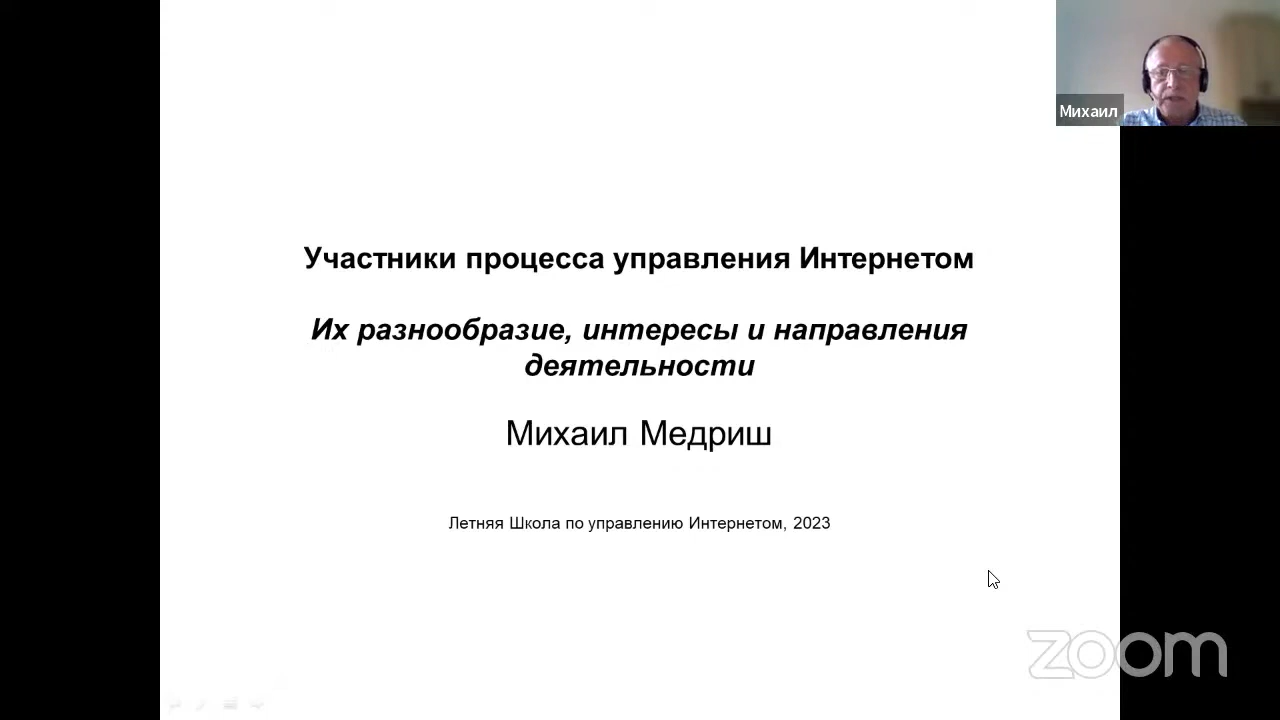 Михаил
Участники процесса управления Интернетом
Их разнообразие, интересы и направления
деятельности
Михаил Медриш
Летняя Школа по управлению Интернетом, 2023
zoom